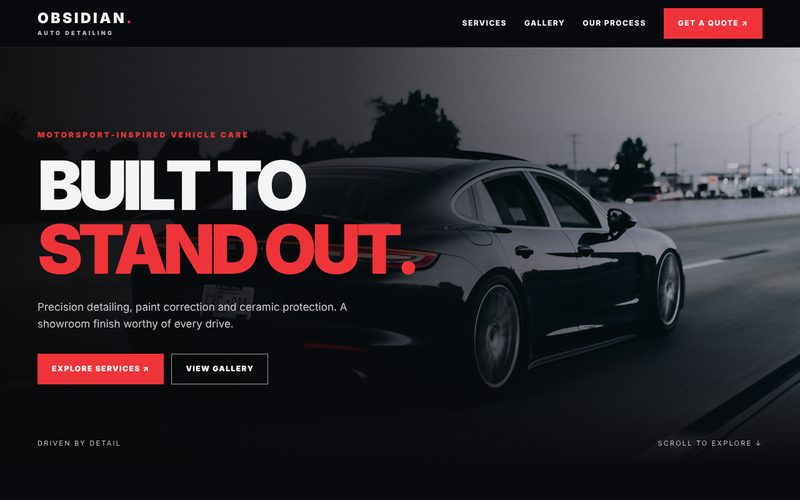 OBSIDIAN.
AUTO DETAILING
SERVICES
GALLERY
OUR PROCESS
GET A QUOTE ↗
MOTORSPORT-INSPIRED VEHICLE CARE
BUILT TO
STAND OUT.
Precision detailing, paint correction and ceramic protection. A
showroom finish worthy of every drive.
EXPLORE SERVICES ↗
VIEW GALLERY
DRIVEN BY DETAIL
SCROLL TO EXPLORE ↓